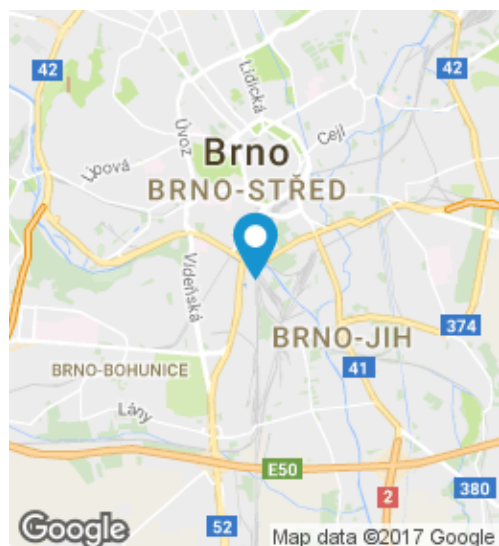 42
42
Lidická
Cejl
Úvoz
Brno
Lipová
BRNO-STŘED
Vídeňská
374
BRNO-JIH
BRNO-BOHUNICE
41
Lány
E50
2
380
52
Google
Map data ©2017 Google